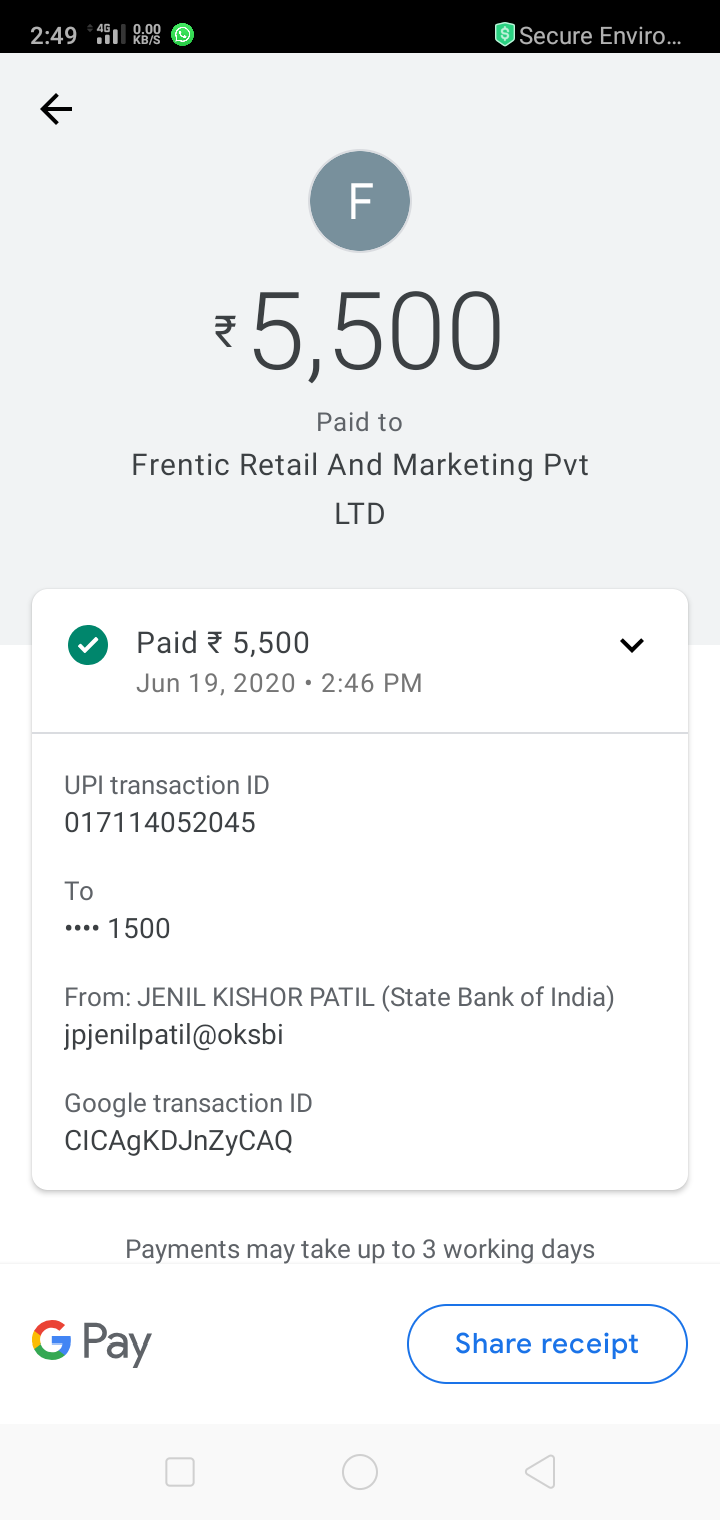 2:49 4G 0.00 KB/S Secure Enviro...
F
₹5,500
Paid to
Frentic Retail And Marketing Pvt
LTD
Paid ₹ 5,500
Jun 19, 2020 • 2:46 PM
UPI transaction ID
017114052045
To
•••• 1500
From: JENIL KISHOR PATIL (State Bank of India)
jpjenilpatil@oksbi
Google transaction ID
CICAgKDJnZyCAQ
Payments may take up to 3 working days
G Pay
Share receipt